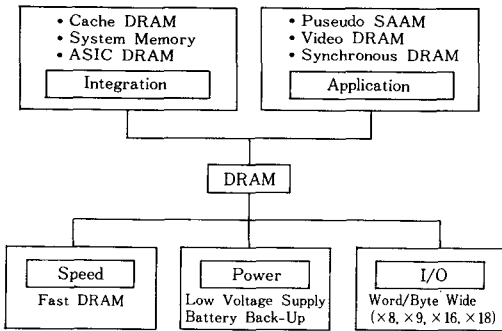 • Cache DRAM
• System Memory
• ASIC DRAM
Integration
• Puseudo SAAM
• Video DRAM
• Synchronous DRAM
Application
DRAM
Speed
Fast DRAM
Power
Low Voltage Supply
Battery Back-Up
I/O
Word/Byte Wide
(×8, ×9, ×16, ×18)